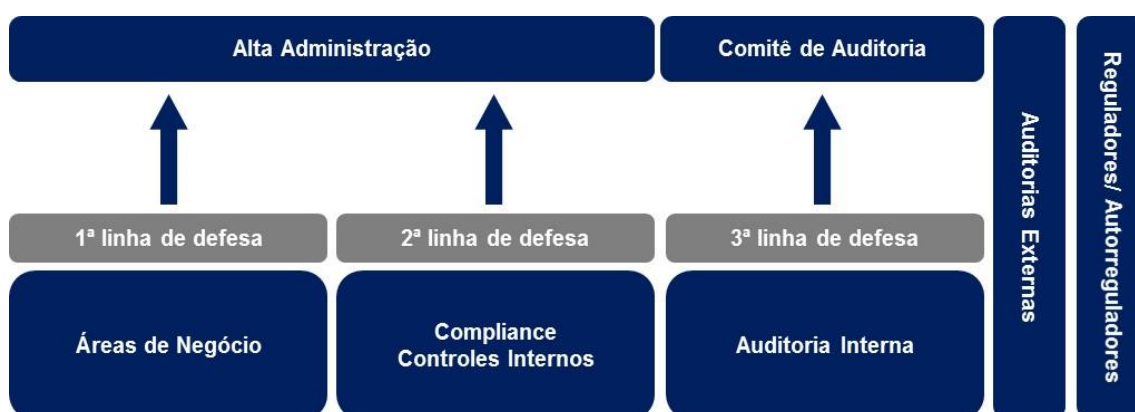 Alta Administração
Comitê de Auditoria
1ª linha de defesa
2ª linha de defesa
3ª linha de defesa
Áreas de Negócio
Compliance
Controles Internos
Auditoria Interna
Auditorias Externas
Reguladores/ Autorreguladores